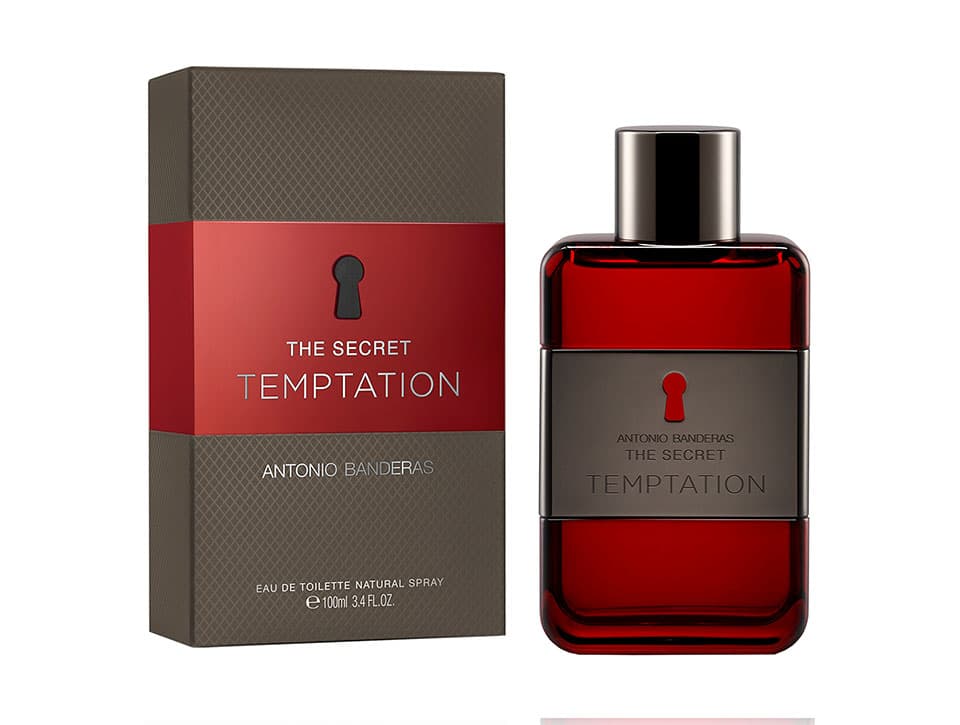 THE SECRET
TEMPTATION
ANTONIO BANDERAS
EAU DE TOILETTE NATURAL SPRAY
℮100ml 3.4 FL.OZ.
ANTONIO BANDERAS
THE SECRET
TEMPTATION